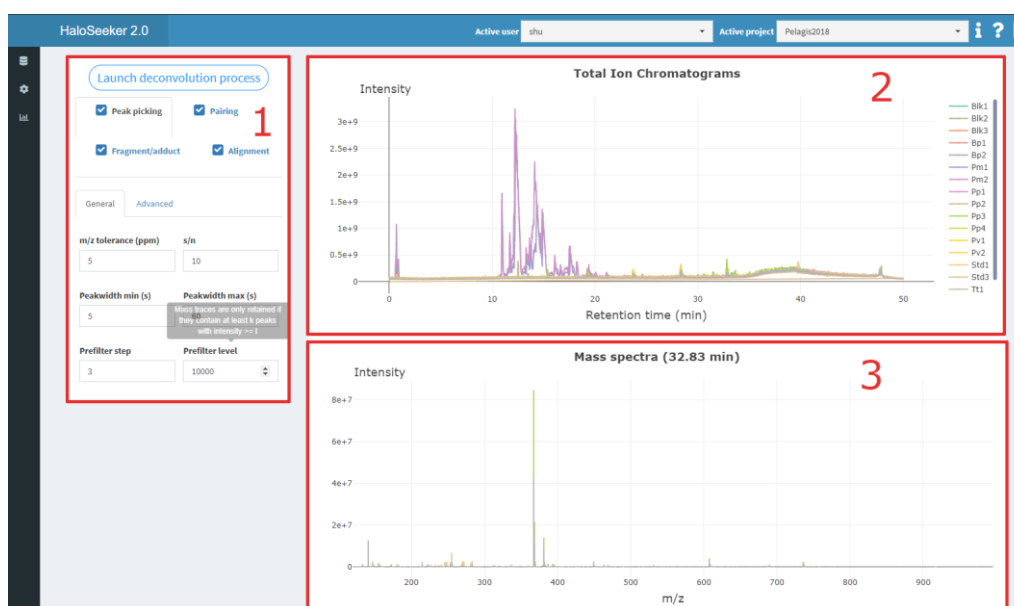 HaloSeeker 2.0
Active user shu Active project Pelagis2018
Launch deconvolution process
Peak picking Pairing
Fragment/adduct Alignment
1
General Advanced
m/z tolerance (ppm) s/n
5 10
Peakwidth min (s) Peakwidth max (s)
5
Mass traces are only retained if
they contain at least k peaks
with intensity >= I
Prefilter step Prefilter level
3 10000
Total Ion Chromatograms
2
Intensity
3e+9
2.5e+9
2e+9
1.5e+9
1e+9
0.5e+9
0
0 10 20 30 40 50
Retention time (min)
Blk1
Blk2
Blk3
Bp1
Bp2
Pm1
Pm2
Pp1
Pp2
Pp3
Pp4
Pv1
Pv2
Std1
Std3
Tt1
Mass spectra (32.83 min)
3
Intensity
8e+7
6e+7
4e+7
2e+7
0
200 300 400 500 600 700 800 900
m/z